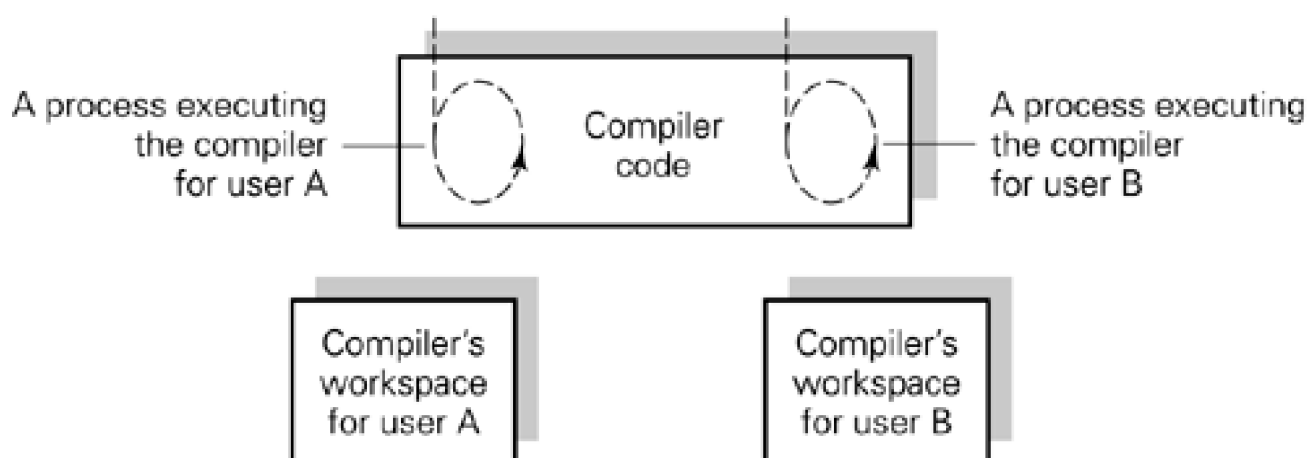 A process executing
the compiler
for user A
Compiler
code
A process executing
the compiler
for user B
Compiler's
workspace
for user A
Compiler's
workspace
for user B